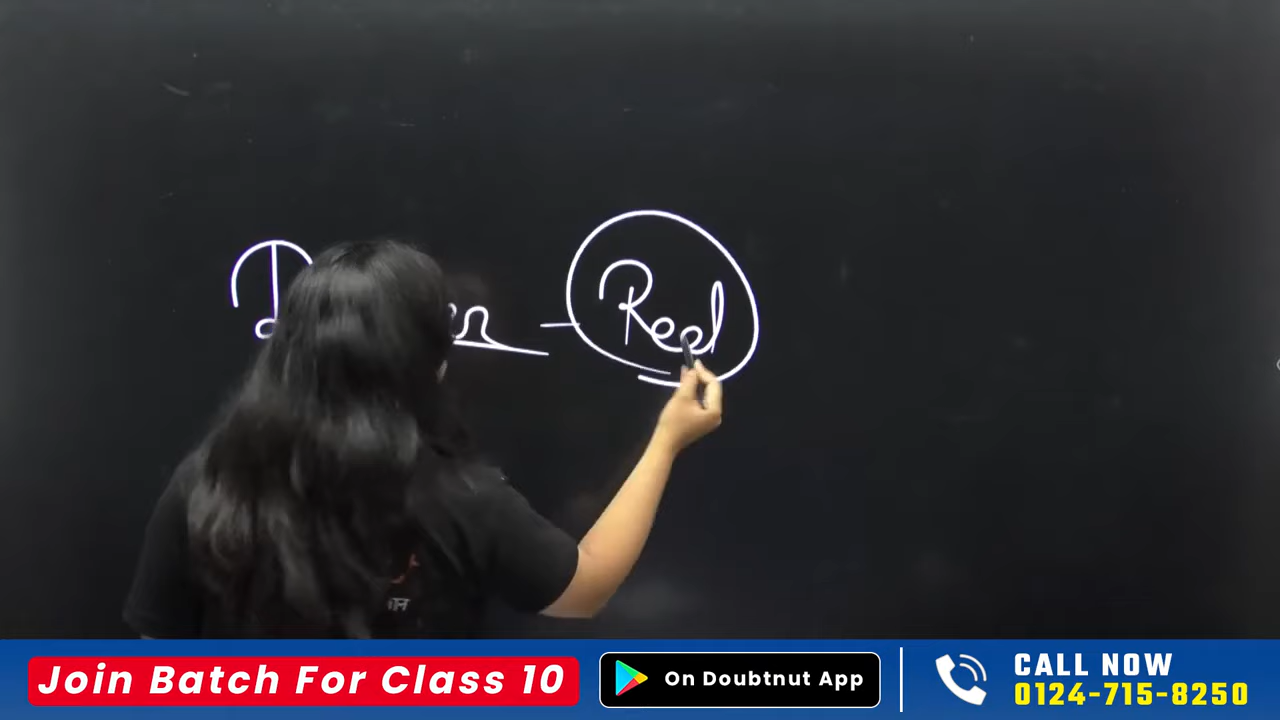 Reel
Join Batch For Class 10
On Doubtnut App
CALL NOW
0124-715-8250